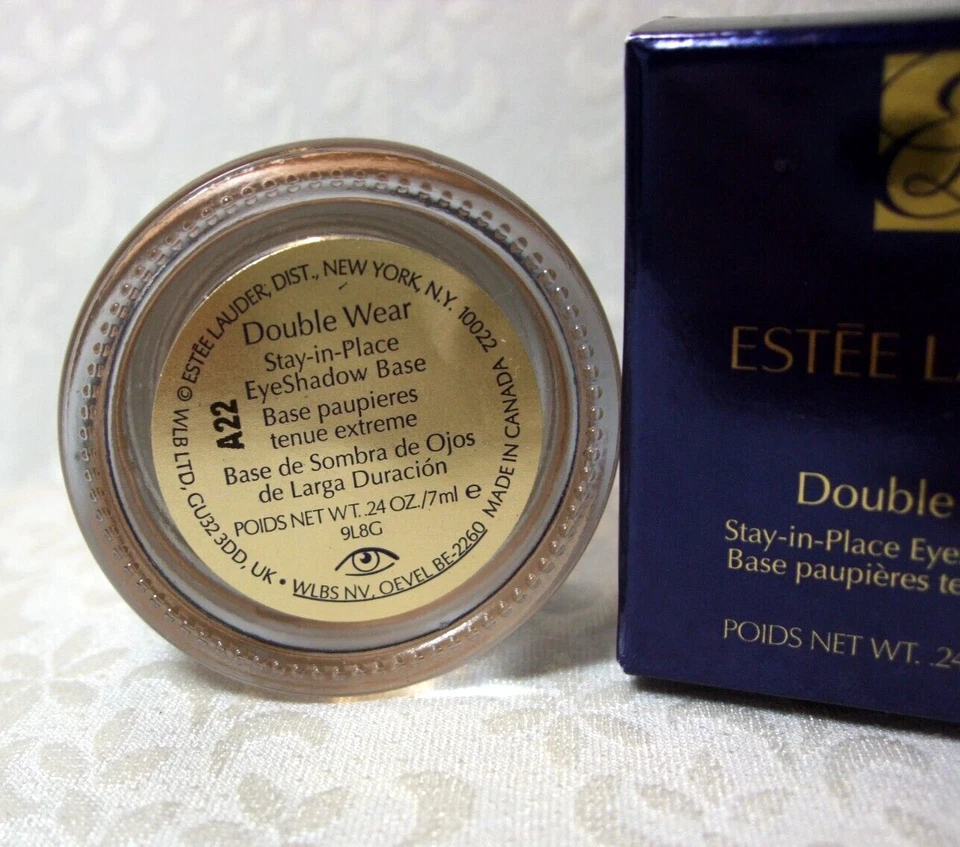 © ESTĒE LAUDER, DIST., NEW YORK, N.Y. 10022
Double Wear
Stay-in-Place
EyeShadow Base
Base paupieres
tenue extreme
Base de Sombra de Ojos
de Larga Duración
POIDS NET WT. .24 OZ./7ml ℮
9L8G
A22
MADE IN CANADA
WLB LTD, GU32 3DD, UK • WLBS NV, OEVEL BE-2260
ESTĒE
Double
Stay-in-Place Eye
Base paupières
POIDS NET WT. .24